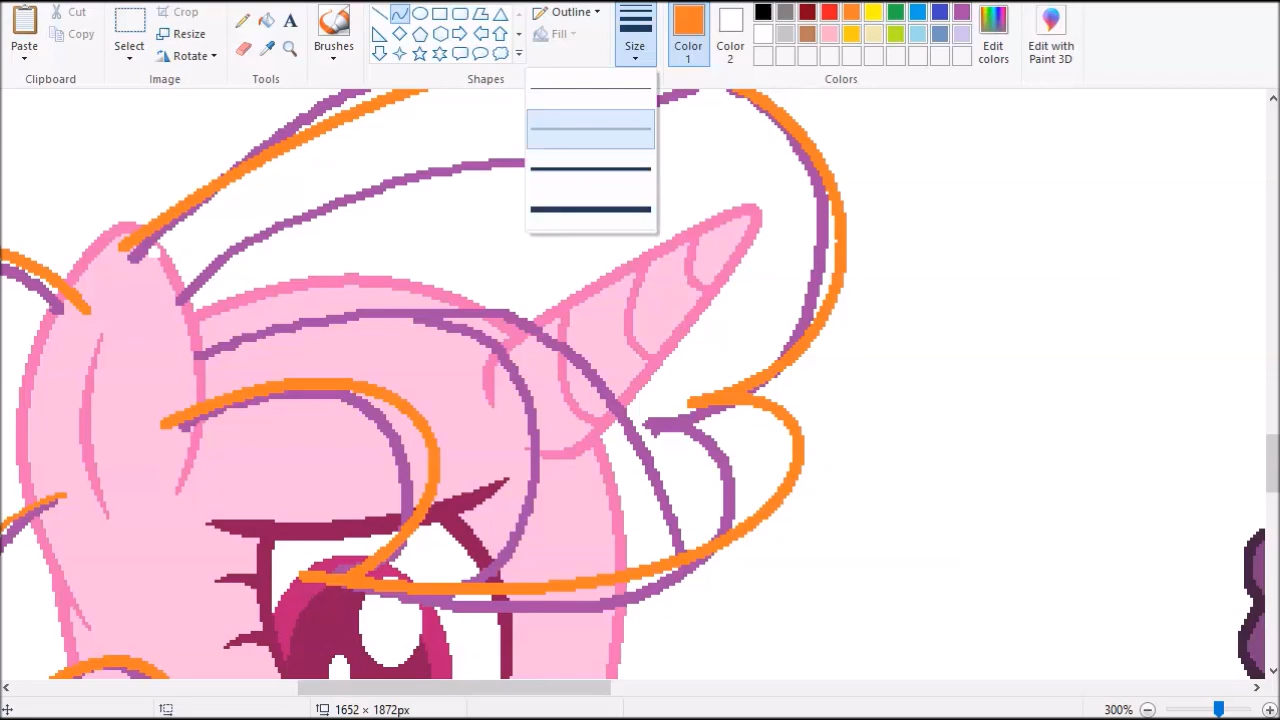 Paste
Cut
Copy
Clipboard
Select
Crop
Resize
Rotate
Image
A
Tools
Brushes
Shapes
Outline
Fill
Size
Color
1
Color
2
Edit
colors
Colors
Edit with
Paint 3D
1652 × 1872px
300%